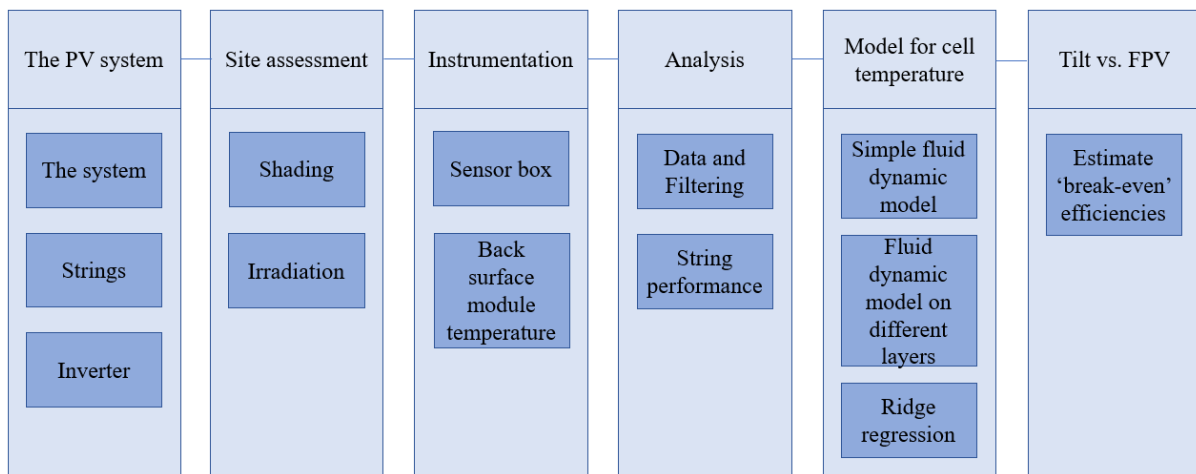 The PV system
Site assessment
Instrumentation
Analysis
Model for cell
temperature
Tilt vs. FPV
The system
Strings
Inverter
Shading
Irradiation
Sensor box
Back
surface
module
temperature
Data and
Filtering
String
performance
Simple fluid
dynamic
model
Fluid
dynamic
model on
different
layers
Ridge
regression
Estimate
‘break-even’
efficiencies